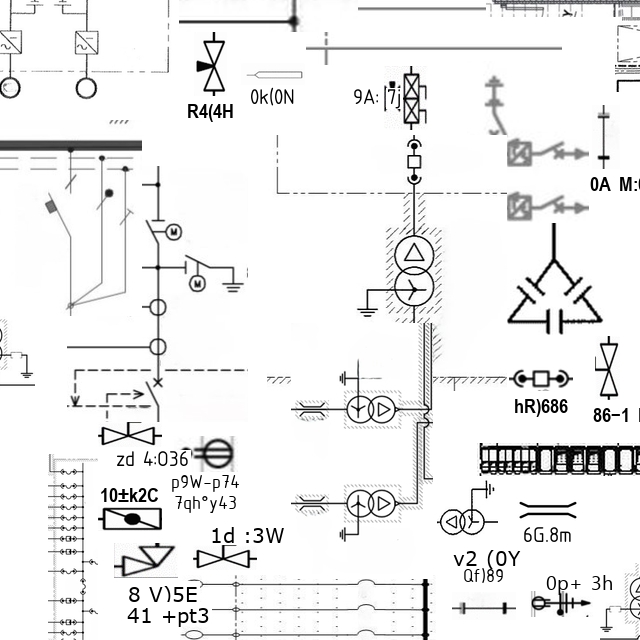 R4(4H
0k(0N
9A: [7j
0A M:
M
M
hR)686
86-1
zd 4:036
p9W-p74
7qh°y43
10±k2C
1d :3W
6G.8m
v2 (0Y
Qf)89
0p+ 3h
8 V)5E
41 +pt3